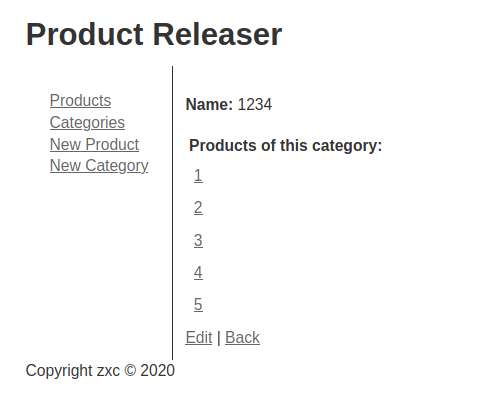 Product Releaser
Products
Categories
New Product
New Category
Name: 1234
Products of this category:
1
2
3
4
5
Edit | Back
Copyright zxc © 2020